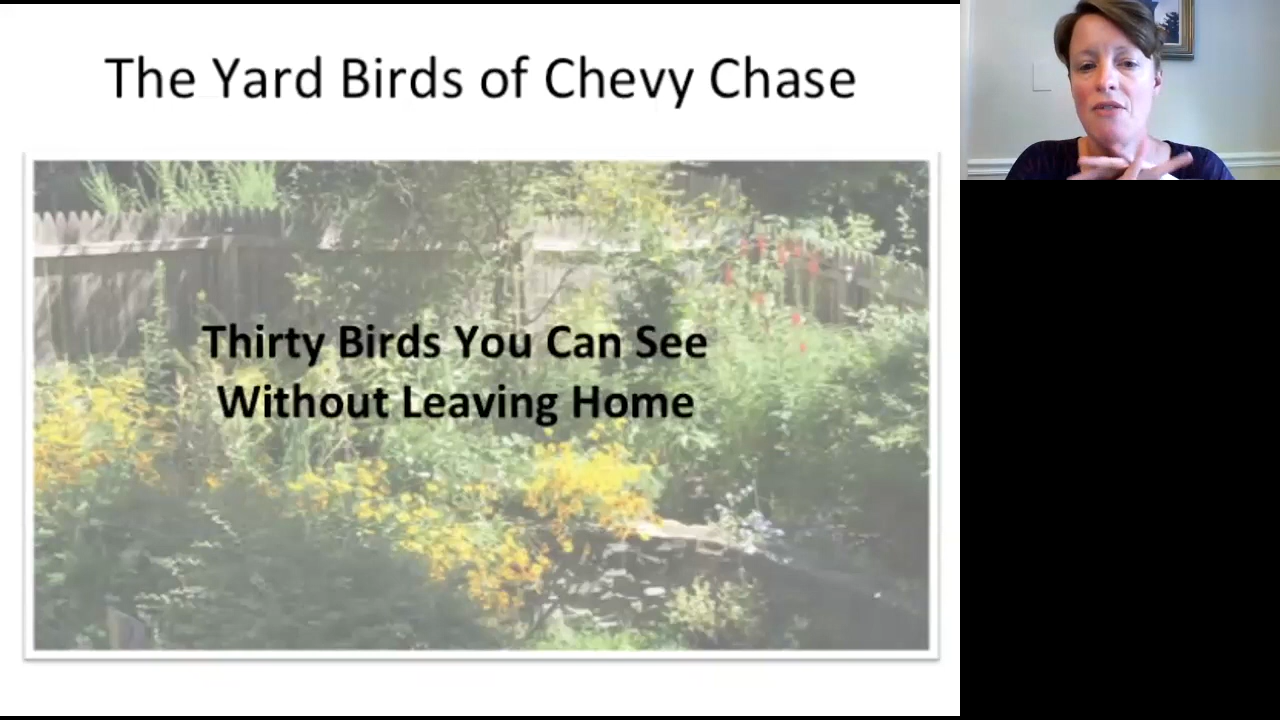 The Yard Birds of Chevy Chase
Thirty Birds You Can See
Without Leaving Home